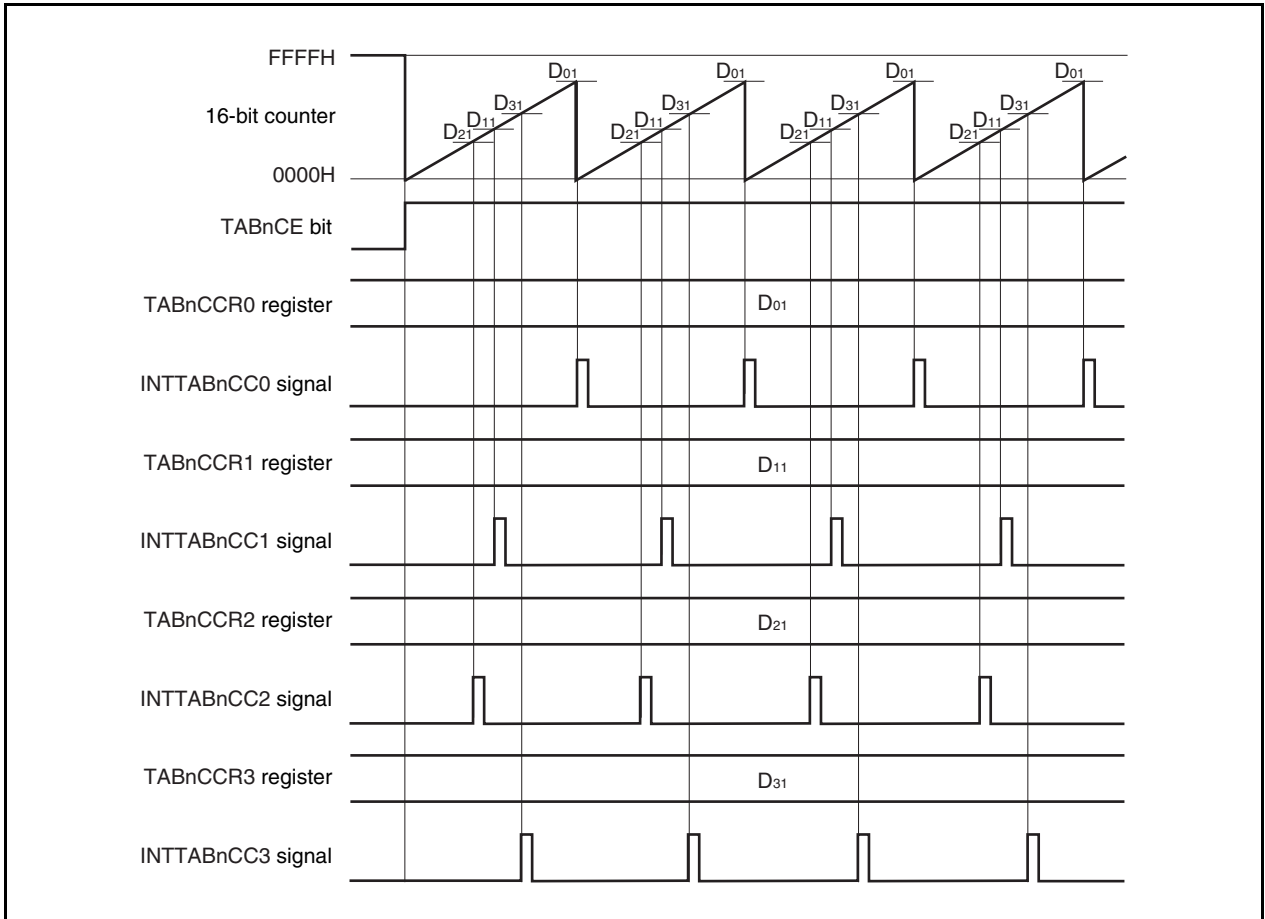 FFFFH
D01 D01 D01 D01
16-bit counter
D31 D31 D31 D31
D11 D11 D11 D11
D21 D21 D21 D21
0000H
TABnCE bit
TABnCCR0 register
D01
INTTABnCC0 signal
TABnCCR1 register
D11
INTTABnCC1 signal
TABnCCR2 register
D21
INTTABnCC2 signal
TABnCCR3 register
D31
INTTABnCC3 signal